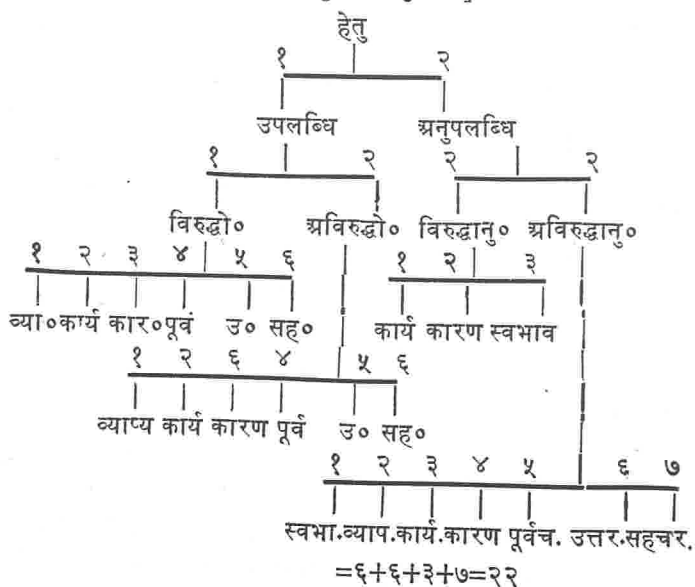 हेतु
१ २
उपलब्धि अनुपलब्धि
१ २ २ २
विरुद्धो० अविरुद्धो० विरुद्धानु० अविरुद्धानु०
१ २ ३ ४ ५ ६ १ २ ३
व्या०कार्य कार०पूर्व उ० सह० कार्य कारण स्वभाव
१ २ ६ ४ ५ ६
व्याप्य कार्य कारण पूर्व उ० सह०
१ २ ३ ४ ५ ६ ७
स्वभा.व्याप.कार्य.कारण पूर्वच. उत्तर.सहचर.
=६+६+३+७=२२